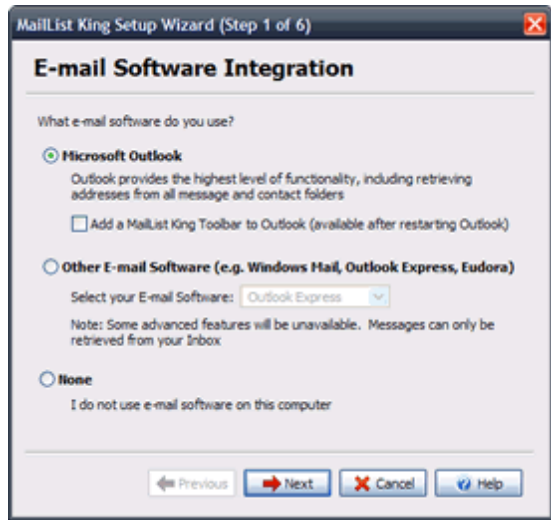 MailList King Setup Wizard (Step 1 of 6)
E-mail Software Integration
What e-mail software do you use?
Microsoft Outlook
Outlook provides the highest level of functionality, including retrieving
addresses from all message and contact folders
Add a MailList King Toolbar to Outlook (available after restarting Outlook)
Other E-mail Software (e.g. Windows Mail, Outlook Express, Eudora)
Select your E-mail Software: Outlook Express
Note: Some advanced features will be unavailable. Messages can only be
retrieved from your Inbox
None
I do not use e-mail software on this computer
Previous Next Cancel Help